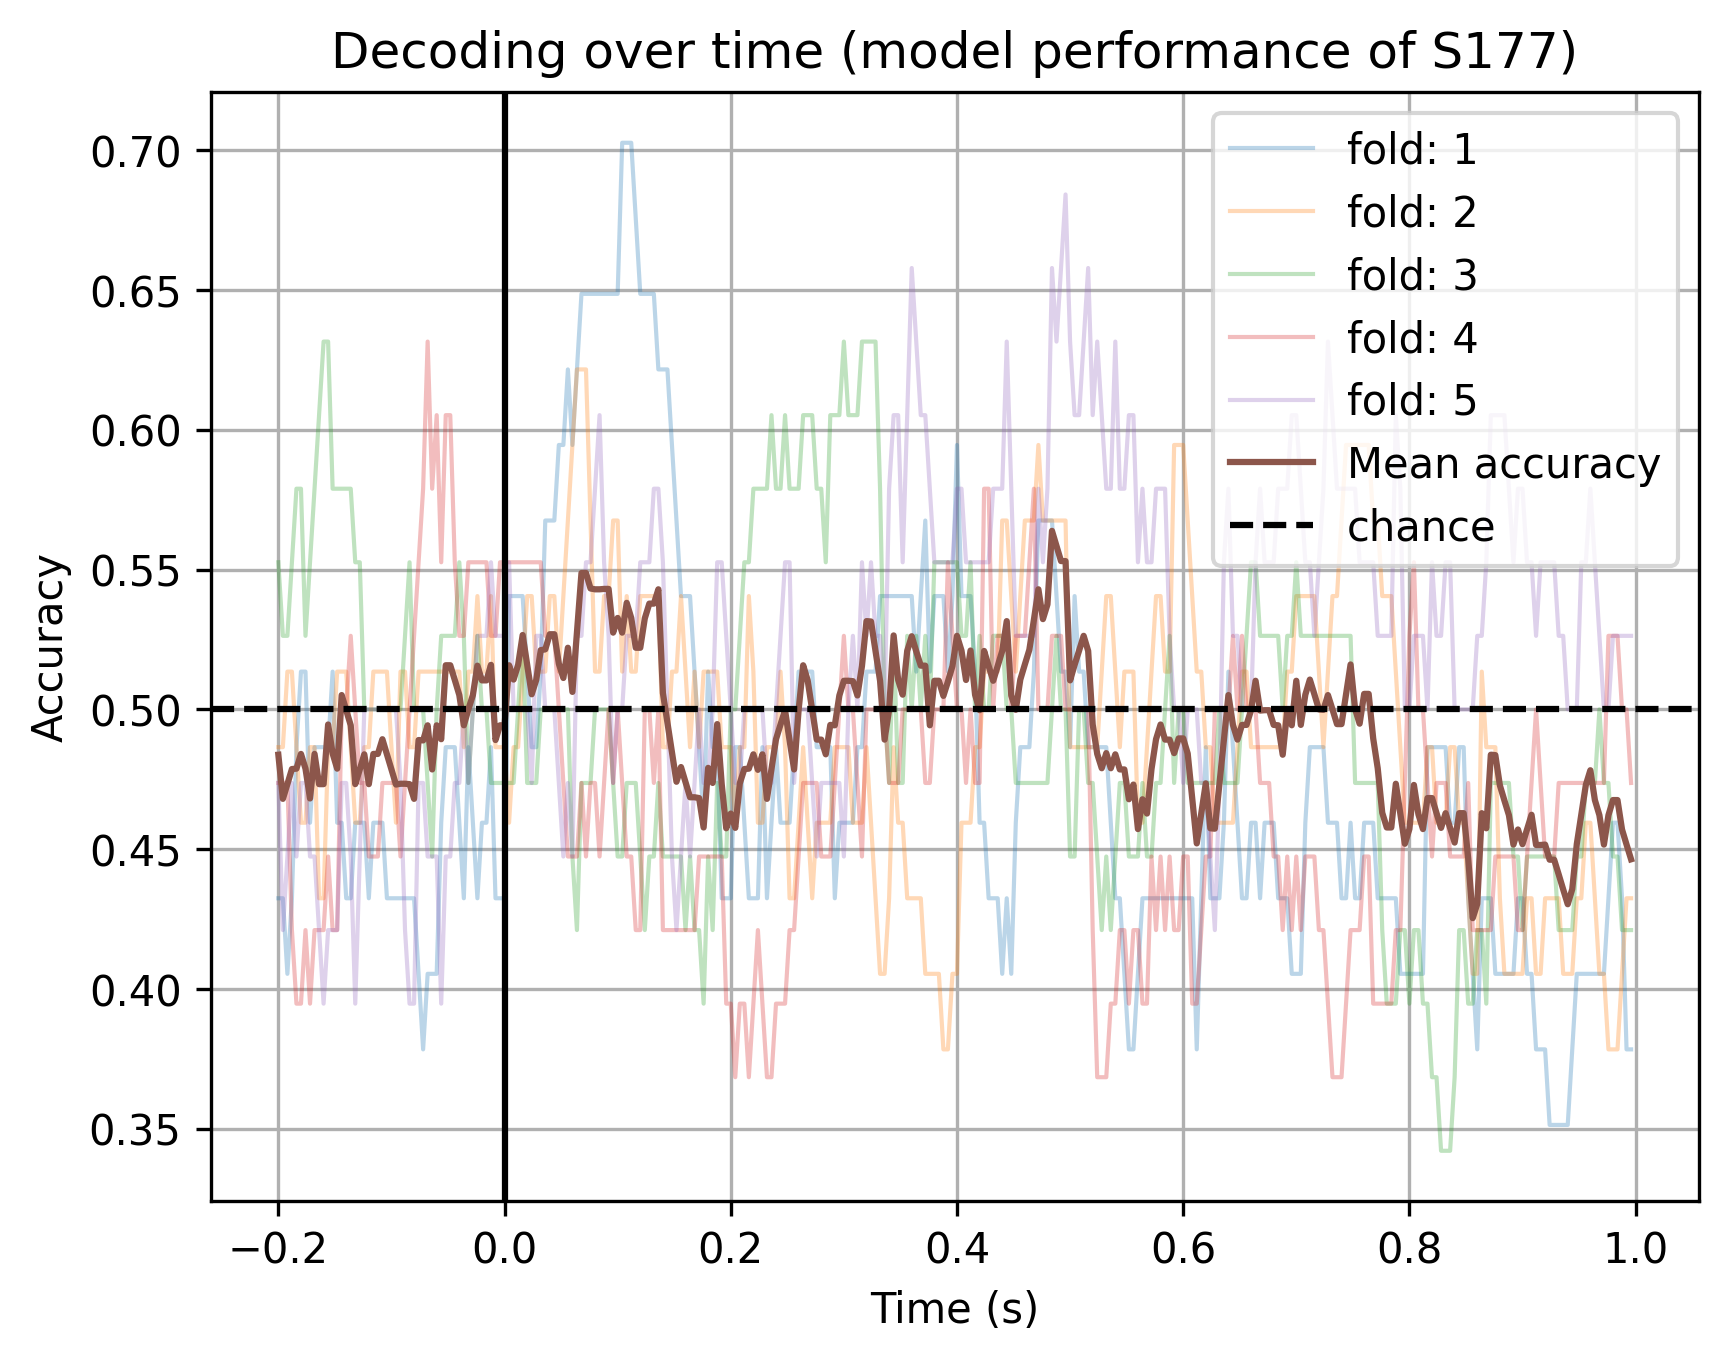 Decoding over time (model performance of S177)
0.70
0.65
0.60
0.55
0.50
0.45
0.40
0.35
Accuracy
fold: 1
fold: 2
fold: 3
fold: 4
fold: 5
Mean accuracy
chance
−0.2 0.0 0.2 0.4 0.6 0.8 1.0
Time (s)